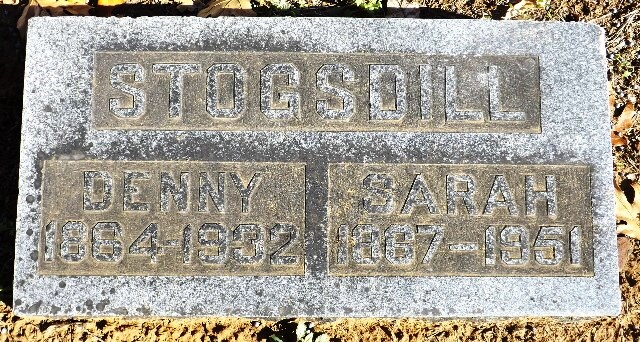 STOGSDILL
DENNY
1864-1932
SARAH
1867-1951